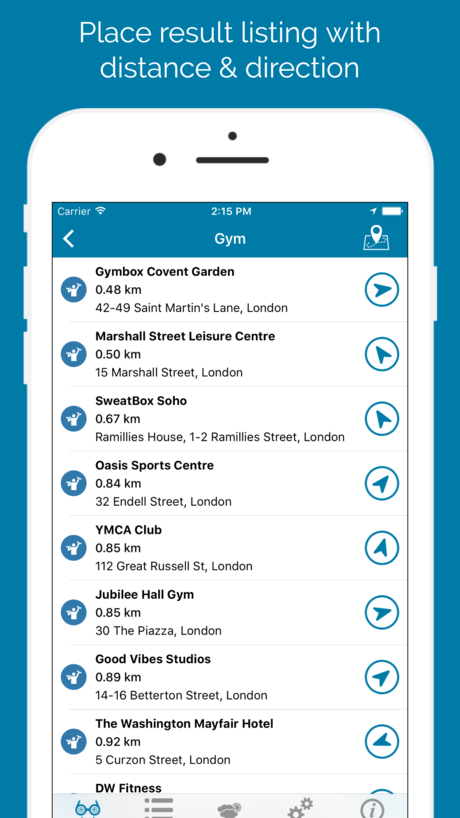 Place result listing with
distance & direction
Carrier 2:15 PM
Gym
Gymbox Covent Garden
0.48 km
42-49 Saint Martin's Lane, London
Marshall Street Leisure Centre
0.50 km
15 Marshall Street, London
SweatBox Soho
0.67 km
Ramillies House, 1-2 Ramillies Street, London
Oasis Sports Centre
0.84 km
32 Endell Street, London
YMCA Club
0.85 km
112 Great Russell St, London
Jubilee Hall Gym
0.85 km
30 The Piazza, London
Good Vibes Studios
0.89 km
14-16 Betterton Street, London
The Washington Mayfair Hotel
0.92 km
5 Curzon Street, London
DW Fitness